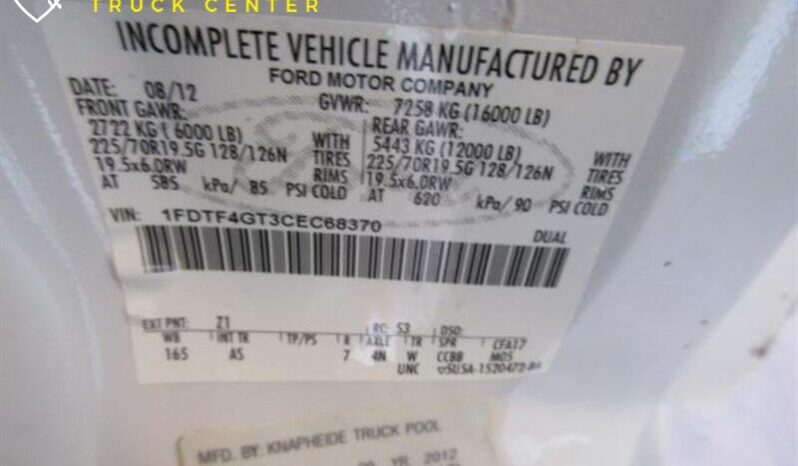 TRUCK CENTER
INCOMPLETE VEHICLE MANUFACTURED BY
FORD MOTOR COMPANY
DATE: 08/12 GVWR: 7258 KG (16000 LB)
FRONT GAWR: REAR GAWR:
2722 KG (6000 LB) WITH 5443 KG (12000 LB) WITH
225/70R19.5G 128/126N TIRES 225/70R19.5G 128/126N TIRES
19.5x6.0RW RIMS 19.5x6.0RW RIMS
AT 585 kPa/ 85 PSI COLD AT 620 kPa/ 90 PSI COLD
VIN: 1FDTF4GT3CEC68370 DUAL
EXT PNT: Z1 RC: S3 DSO:
WB INT TR TP/PS R AXLE TR SPR CFA17
165 AS 7 4N W CCBB M05
UNC
MFD. BY: KNAPHEIDE TRUCK POOL
YR 2012